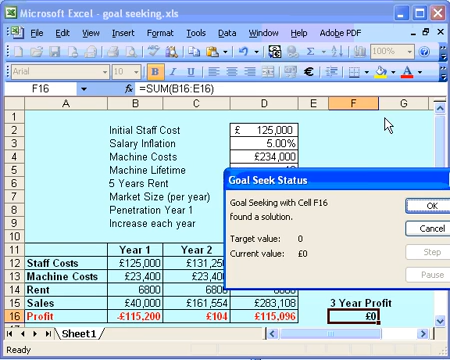 Microsoft Excel - goal seeking.xls
File Edit View Insert Format Tools Data Window Help Adobe PDF
100%
Arial 10 B I U
F16 fx =SUM(B16:E16)
A B C D E F G
1
2 Initial Staff Cost £ 125,000
3 Salary Inflation 5.00%
4 Machine Costs £234,000
5 Machine Lifetime
6 5 Years Rent
7 Market Size (per year)
8 Penetration Year 1
9 Increase each year
10
11 Year 1 Year 2
12 Staff Costs £125,000 £131,250
13 Machine Costs £23,400 £23,400
14 Rent 6800 6800
15 Sales £40,000 £161,554 £283,108 3 Year Profit
16 Profit -£115,200 £104 £115,096 £0
Goal Seek Status
Goal Seeking with Cell F16
found a solution.
Target value: 0
Current value: £0
OK
Cancel
Step
Pause
Sheet1